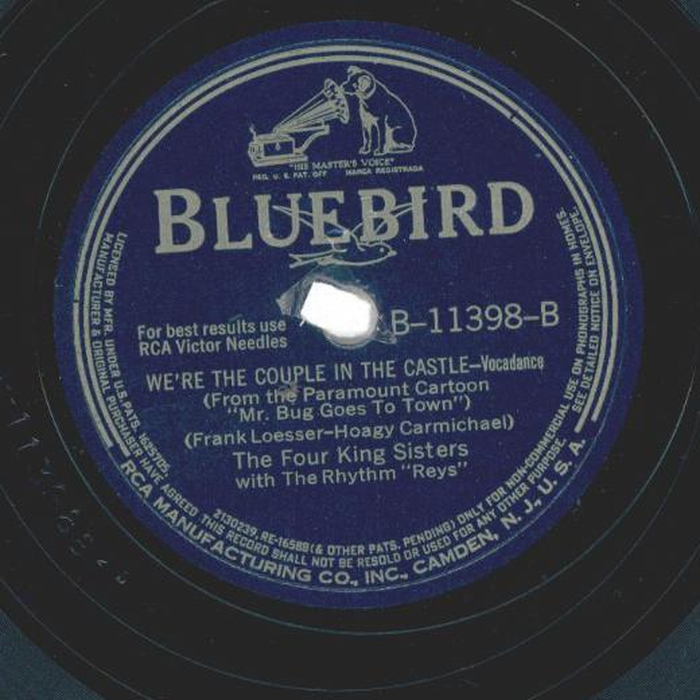 "HIS MASTER'S VOICE"
REG. U. S. PAT. OFF. MARCA REGISTRADA
BLUEBIRD
For best results use
RCA Victor Needles
B-11398-B
WE'RE THE COUPLE IN THE CASTLE-Vocadance
(From the Paramount Cartoon
"Mr. Bug Goes To Town")
(Frank Loesser-Hoagy Carmichael)
The Four King Sisters
with The Rhythm "Reys"
LICENSED BY MFR. UNDER U.S. PATS. 1625705, 2130239, RE-16588 (& OTHER PATS. PENDING) ONLY FOR NON-COMMERCIAL USE ON PHONOGRAPHS IN HOMES.
MANUFACTURER & ORIGINAL PURCHASER HAVE AGREED THIS RECORD SHALL NOT BE RESOLD OR USED FOR ANY OTHER PURPOSE. SEE DETAILED NOTICE ON ENVELOPE.
RCA MANUFACTURING CO., INC., CAMDEN, N. J., U. S. A.